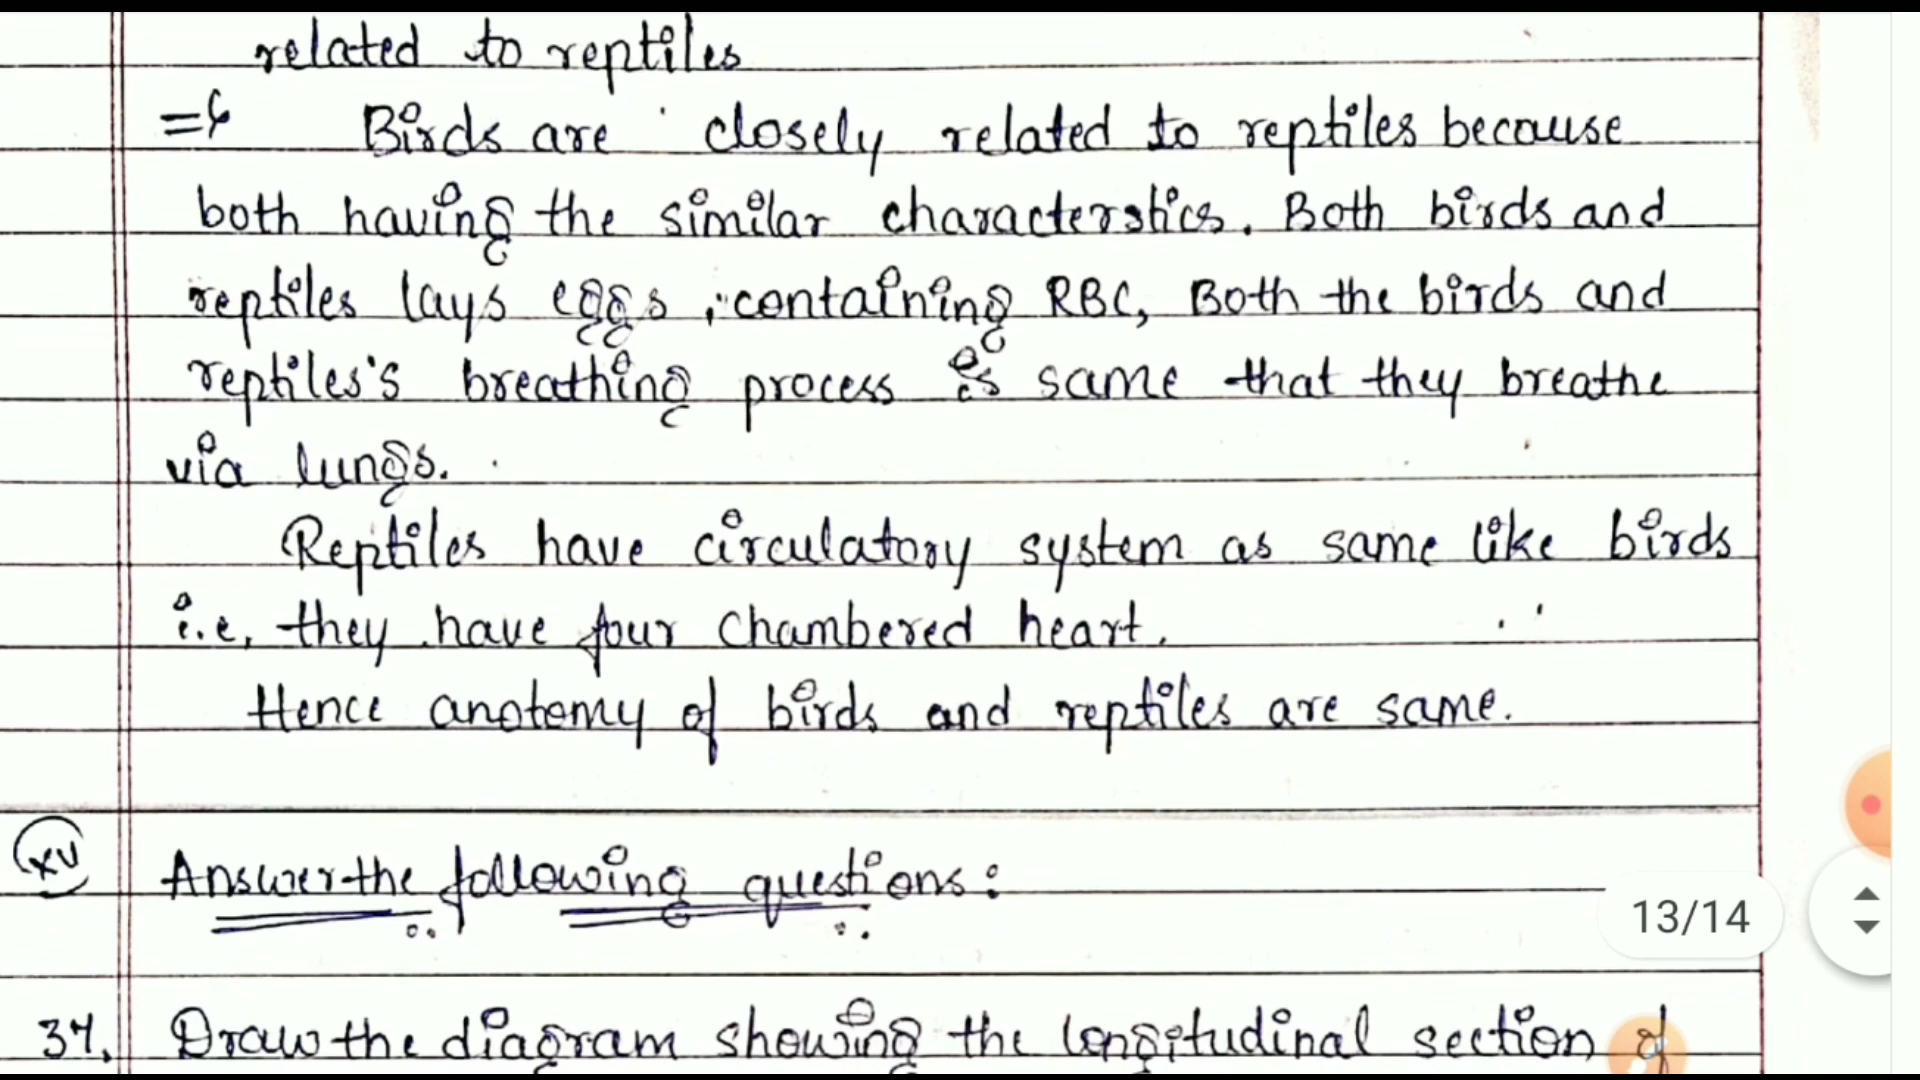 related to reptiles
=> Birds are closely related to reptiles because
both having the similar characterstics. Both birds and
reptiles lays eggs, containing RBC, Both the birds and
reptiles's breathing process is same that they breathe
via lungs.
Reptiles have circulatory system as same like birds
i.e, they have four chambered heart.
Hence anotomy of birds and reptiles are same.
XV Answer the following questions:
13/14
37. Draw the diagram showing the longitudinal section of